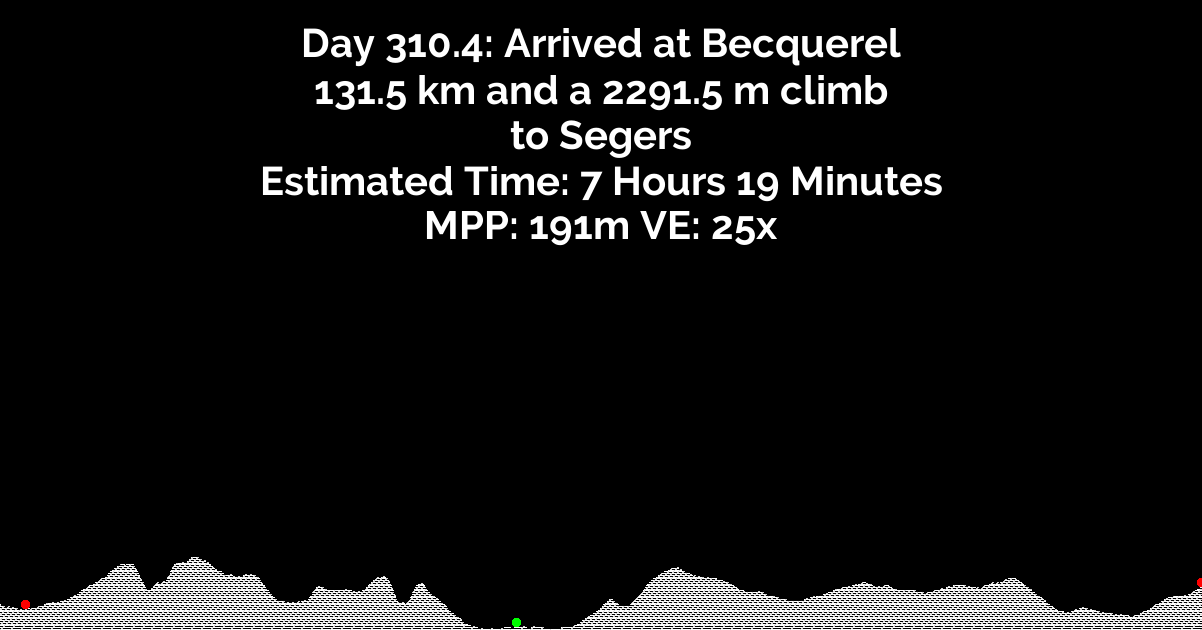 Day 310.4: Arrived at Becquerel
131.5 km and a 2291.5 m climb
to Segers
Estimated Time: 7 Hours 19 Minutes
MPP: 191m VE: 25x